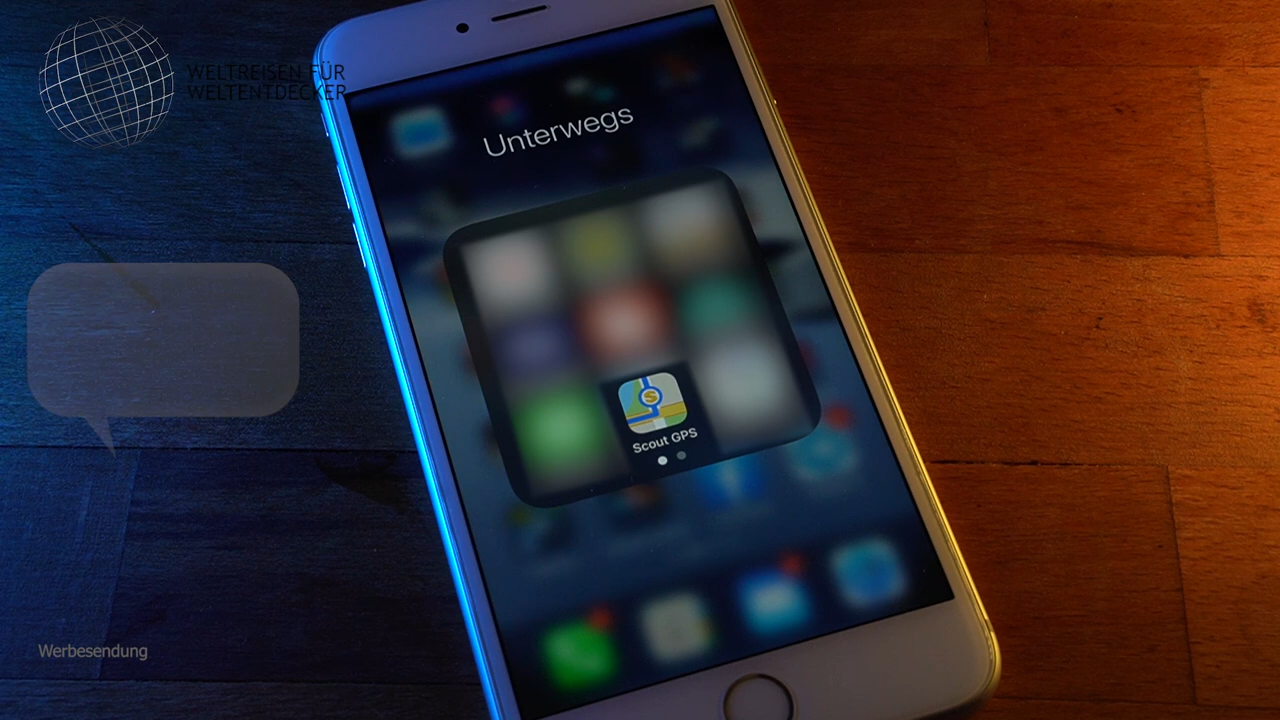 WELTREISEN FÜR
WELTENTDECKER
Unterwegs
Scout GPS
Werbesendung